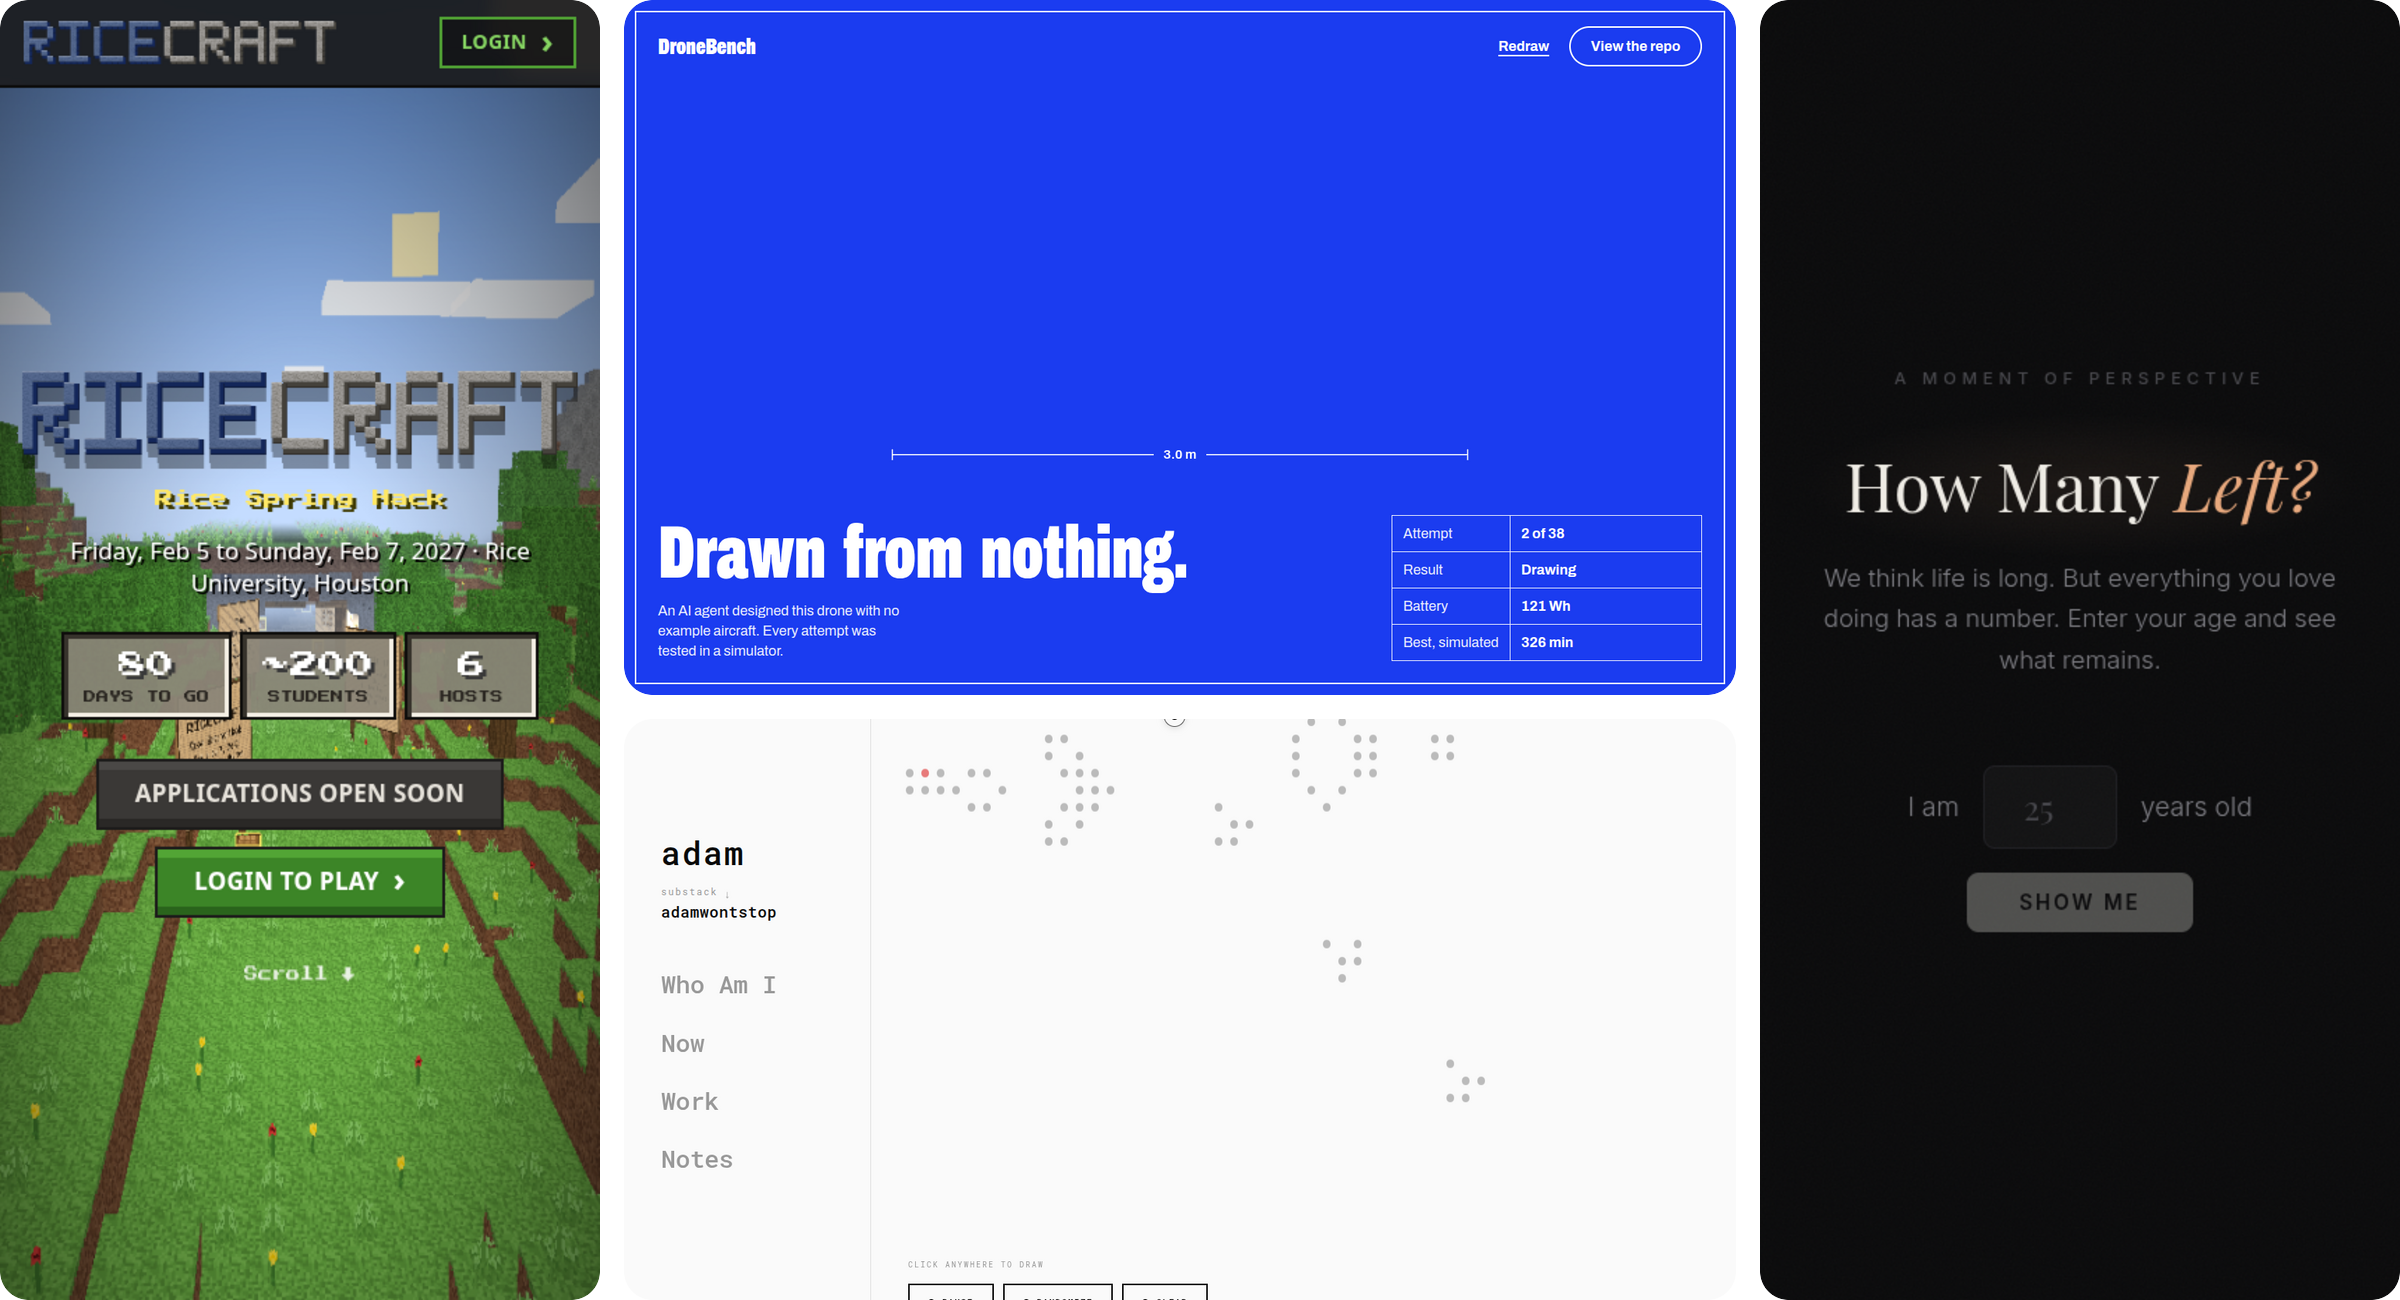 RICECRAFT
LOGIN ›
RICECRAFT
Rice Spring Hack
Friday, Feb 5 to Sunday, Feb 7, 2027 · Rice
University, Houston
80
DAYS TO GO
~200
STUDENTS
6
HOSTS
APPLICATIONS OPEN SOON
LOGIN TO PLAY ›
Scroll ↓
DroneBench
Redraw
View the repo
3.0 m
Drawn from nothing.
An AI agent designed this drone with no
example aircraft. Every attempt was
tested in a simulator.
Attempt 2 of 38
Result Drawing
Battery 121 Wh
Best, simulated 326 min
adam
substack ↓
adamwontstop
Who Am I
Now
Work
Notes
CLICK ANYWHERE TO DRAW
A MOMENT OF PERSPECTIVE
How Many Left?
We think life is long. But everything you love
doing has a number. Enter your age and see
what remains.
I am 25 years old
SHOW ME